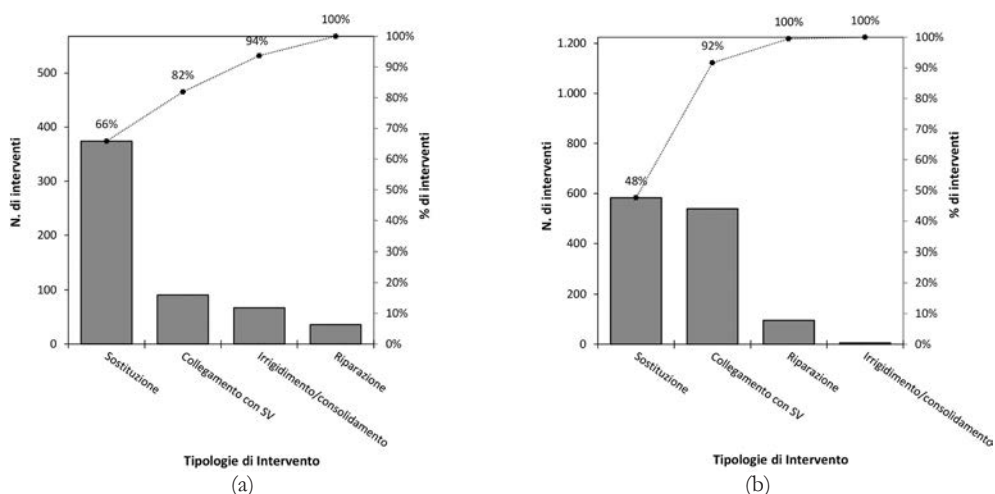 100%
94%
82%
66%
500
400
300
200
100
0
N. di interventi
100%
90%
80%
70%
60%
50%
40%
30%
20%
10%
0%
% di interventi
Sostituzione
Collegamento con SV
Irrigidimento/consolidamento
Riparazione
Tipologie di Intervento
(a)
92%
100%
100%
48%
1.200
1.000
800
600
400
200
0
N. di interventi
100%
90%
80%
70%
60%
50%
40%
30%
20%
10%
0%
% di interventi
Sostituzione
Collegamento con SV
Riparazione
Irrigidimento/consolidamento
Tipologie di Intervento
(b)